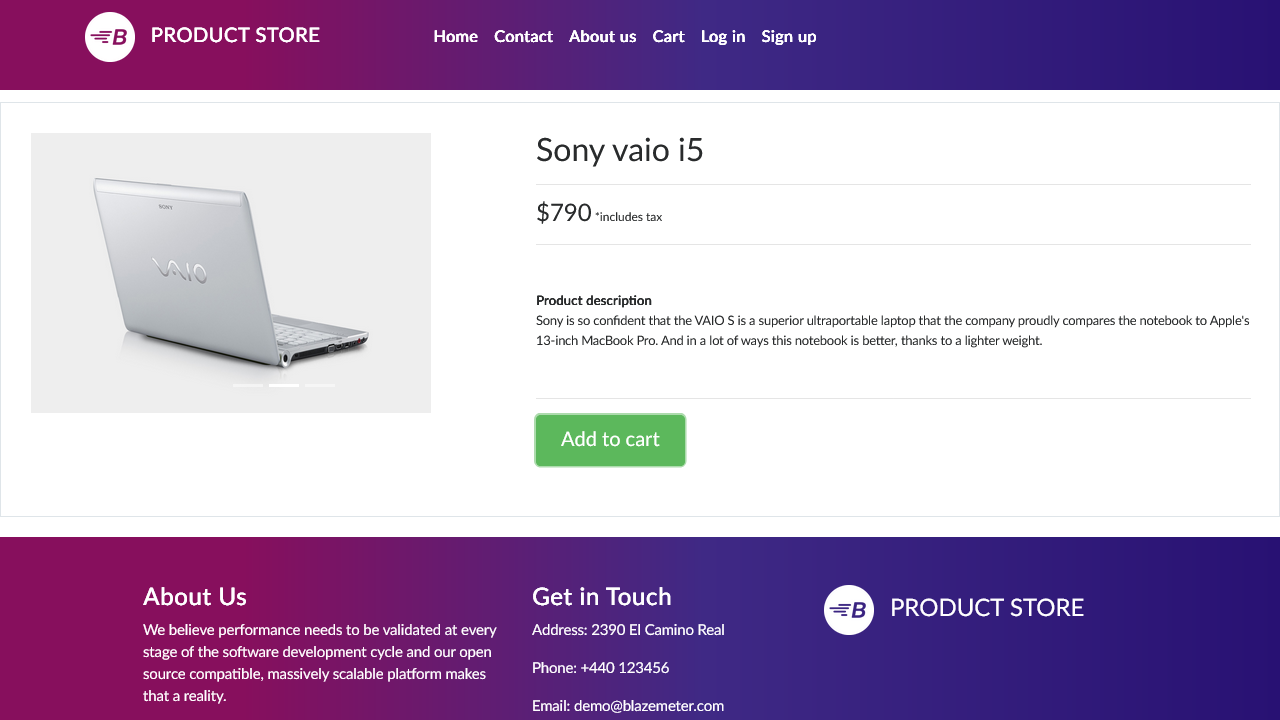 B PRODUCT STORE
Home Contact About us Cart Log in Sign up
SONY
VAIO
Sony vaio i5
$790 *includes tax
Product description
Sony is so confident that the VAIO S is a superior ultraportable laptop that the company proudly compares the notebook to Apple's
13-inch MacBook Pro. And in a lot of ways this notebook is better, thanks to a lighter weight.
Add to cart
About Us
We believe performance needs to be validated at every
stage of the software development cycle and our open
source compatible, massively scalable platform makes
that a reality.
Get in Touch
Address: 2390 El Camino Real
Phone: +440 123456
Email: demo@blazemeter.com
B PRODUCT STORE